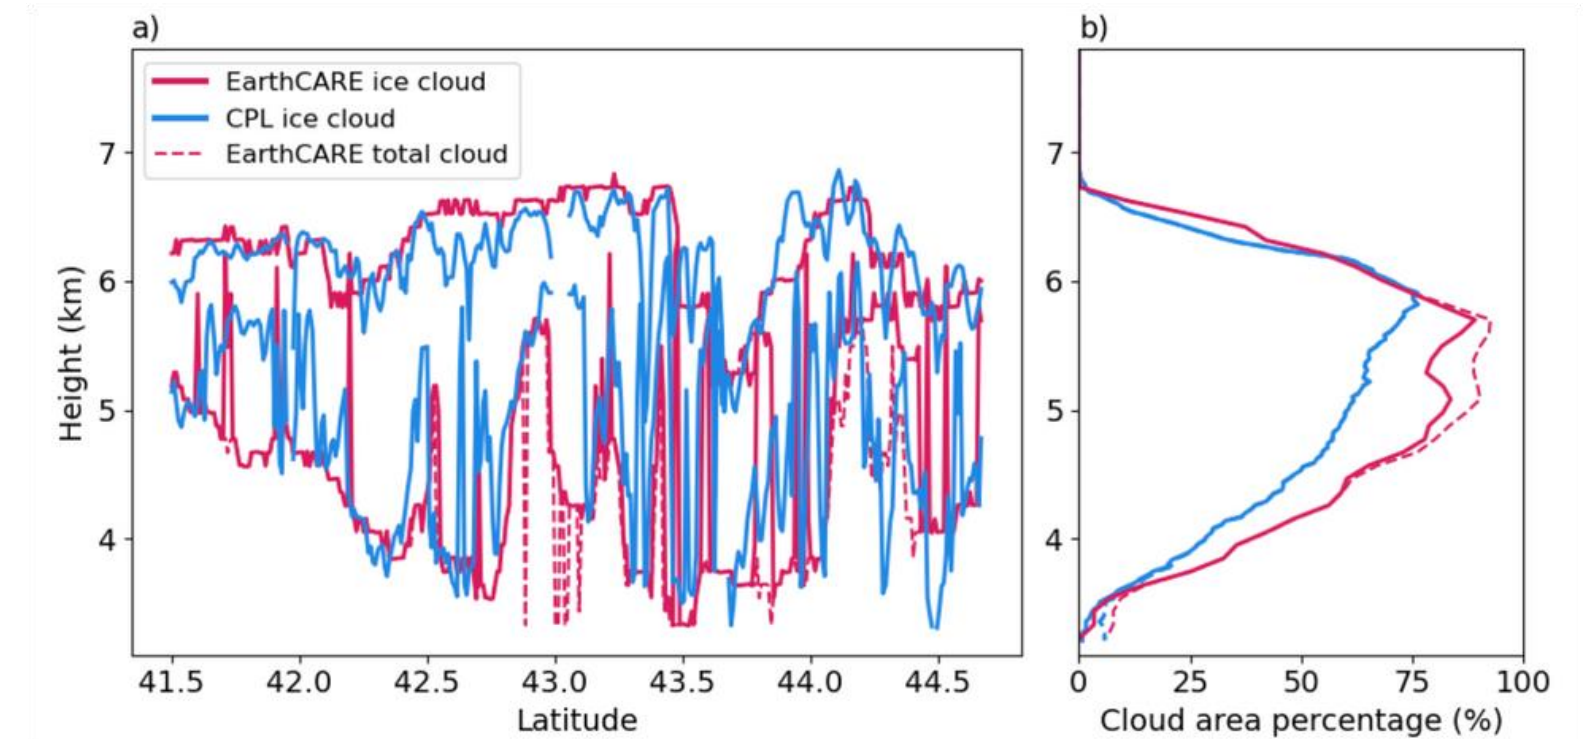 a)
EarthCARE ice cloud
CPL ice cloud
EarthCARE total cloud
7
6
5
4
Height (km)
41.5 42.0 42.5 43.0 43.5 44.0 44.5
Latitude
b)
7
6
5
4
0 25 50 75 100
Cloud area percentage (%)